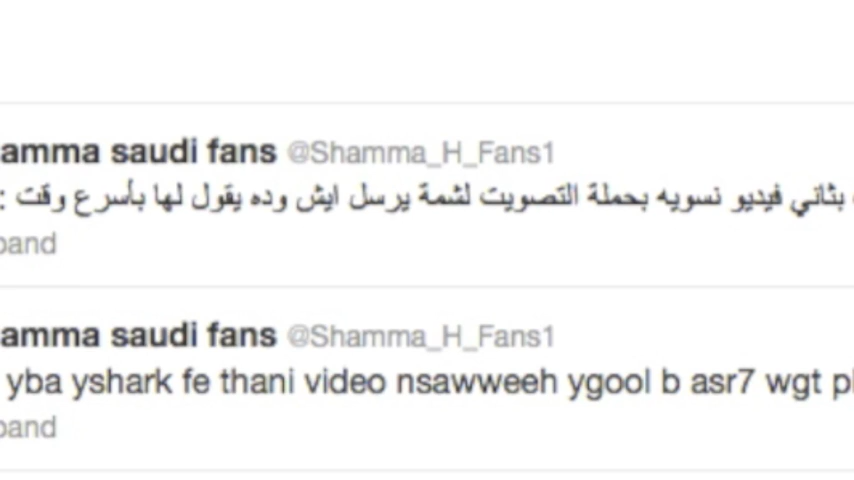 amma saudi fans @Shamma_H_Fans1
بثاني فيديو نسويه بحملة التصويت لشمة يرسل ايش وده يقول لها بأسرع وقت :
pand
amma saudi fans @Shamma_H_Fans1
yba yshark fe thani video nsawweeh ygool b asr7 wgt pl
pand